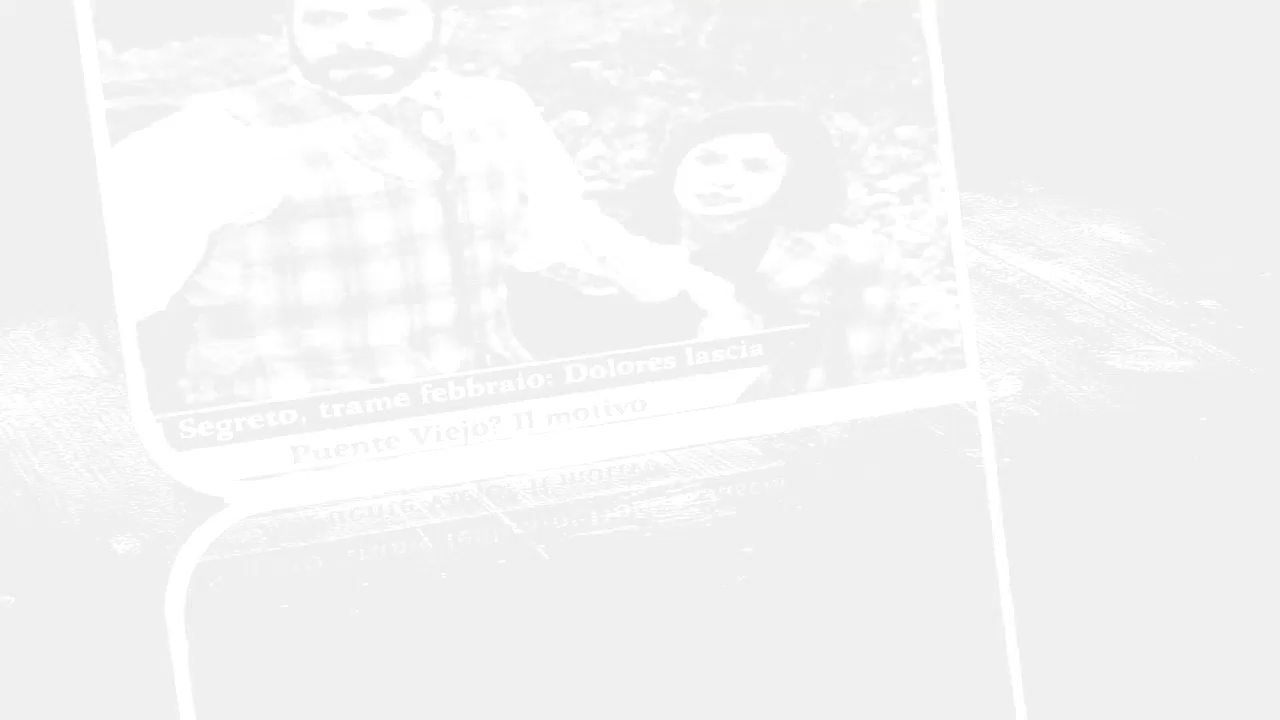 Segreto, trame febbraio: Dolores lascia
Puente Viejo? Il motivo